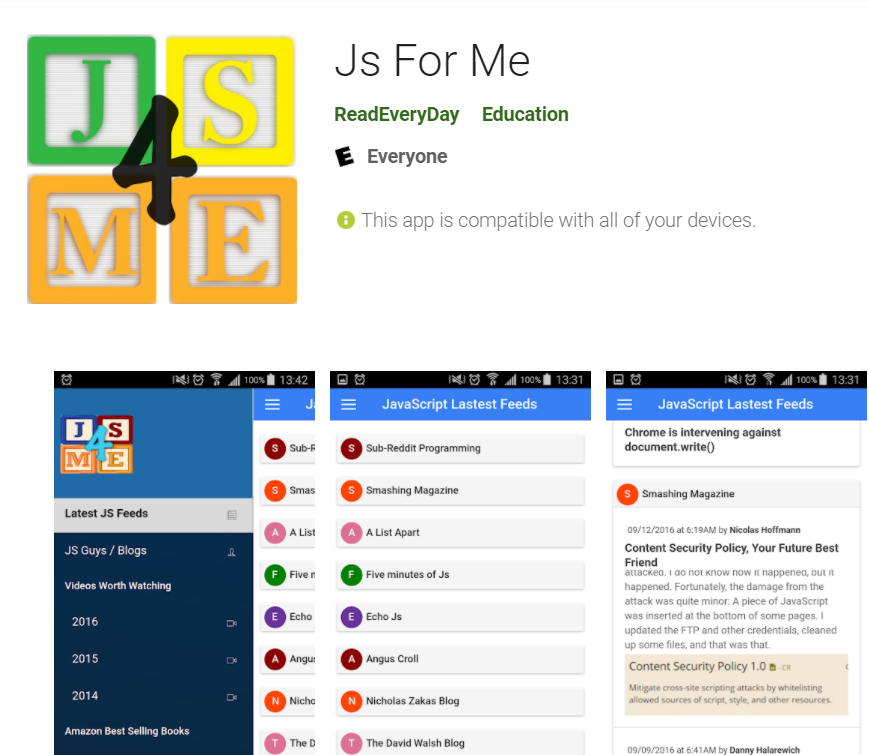 J S
4
M E
Js For Me
ReadEveryDay Education
E Everyone
This app is compatible with all of your devices.
100% 13:42
J S
4
M E
Latest JS Feeds
JS Guys / Blogs
Videos Worth Watching
2016
2015
2014
Amazon Best Selling Books
S Sub-R
S Smas
A A List
F Five m
E Echo
A Angus
N Nicho
T The D
100% 13:31
JavaScript Lastest Feeds
S Sub-Reddit Programming
S Smashing Magazine
A A List Apart
F Five minutes of Js
E Echo Js
A Angus Croll
N Nicholas Zakas Blog
T The David Walsh Blog
100% 13:31
JavaScript Lastest Feeds
Chrome is intervening against
document.write()
S Smashing Magazine
09/12/2016 at 6:19AM by Nicolas Hoffmann
Content Security Policy, Your Future Best
Friend
attacked. I do not know how it happened, but it
happened. Fortunately, the damage from the
attack was quite minor: A piece of JavaScript
was inserted at the bottom of some pages. I
updated the FTP and other credentials, cleaned
up some files, and that was that.
Content Security Policy 1.0 - CR
Mitigate cross-site scripting attacks by whitelisting
allowed sources of script, style, and other resources.
09/09/2016 at 6:41AM by Danny Halarewich